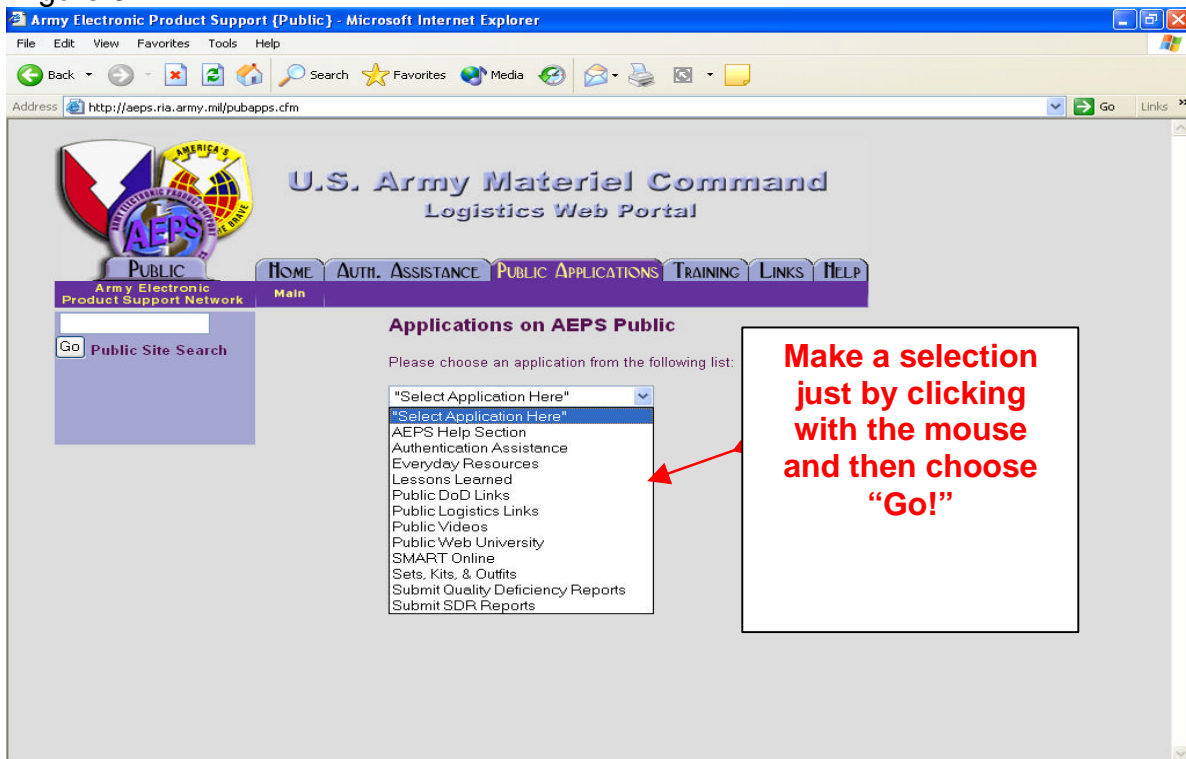 Army Electronic Product Support {Public} - Microsoft Internet Explorer
File Edit View Favorites Tools Help
Back Search Favorites Media
Address http://aeps.ria.army.mil/pubapps.cfm Go Links »
AMERICA'S
ARMY ELECTRONIC PRODUCT SUPPORT
THE BRAVE
AEPS
U.S. Army Materiel Command
Logistics Web Portal
PUBLIC
HOME AUTH. ASSISTANCE PUBLIC APPLICATIONS TRAINING LINKS HELP
Army Electronic
Product Support Network
Main
Go Public Site Search
Applications on AEPS Public
Please choose an application from the following list:
"Select Application Here"
"Select Application Here"
AEPS Help Section
Authentication Assistance
Everyday Resources
Lessons Learned
Public DoD Links
Public Logistics Links
Public Videos
Public Web University
SMART Online
Sets, Kits, & Outfits
Submit Quality Deficiency Reports
Submit SDR Reports
Make a selection
just by clicking
with the mouse
and then choose
“Go!”